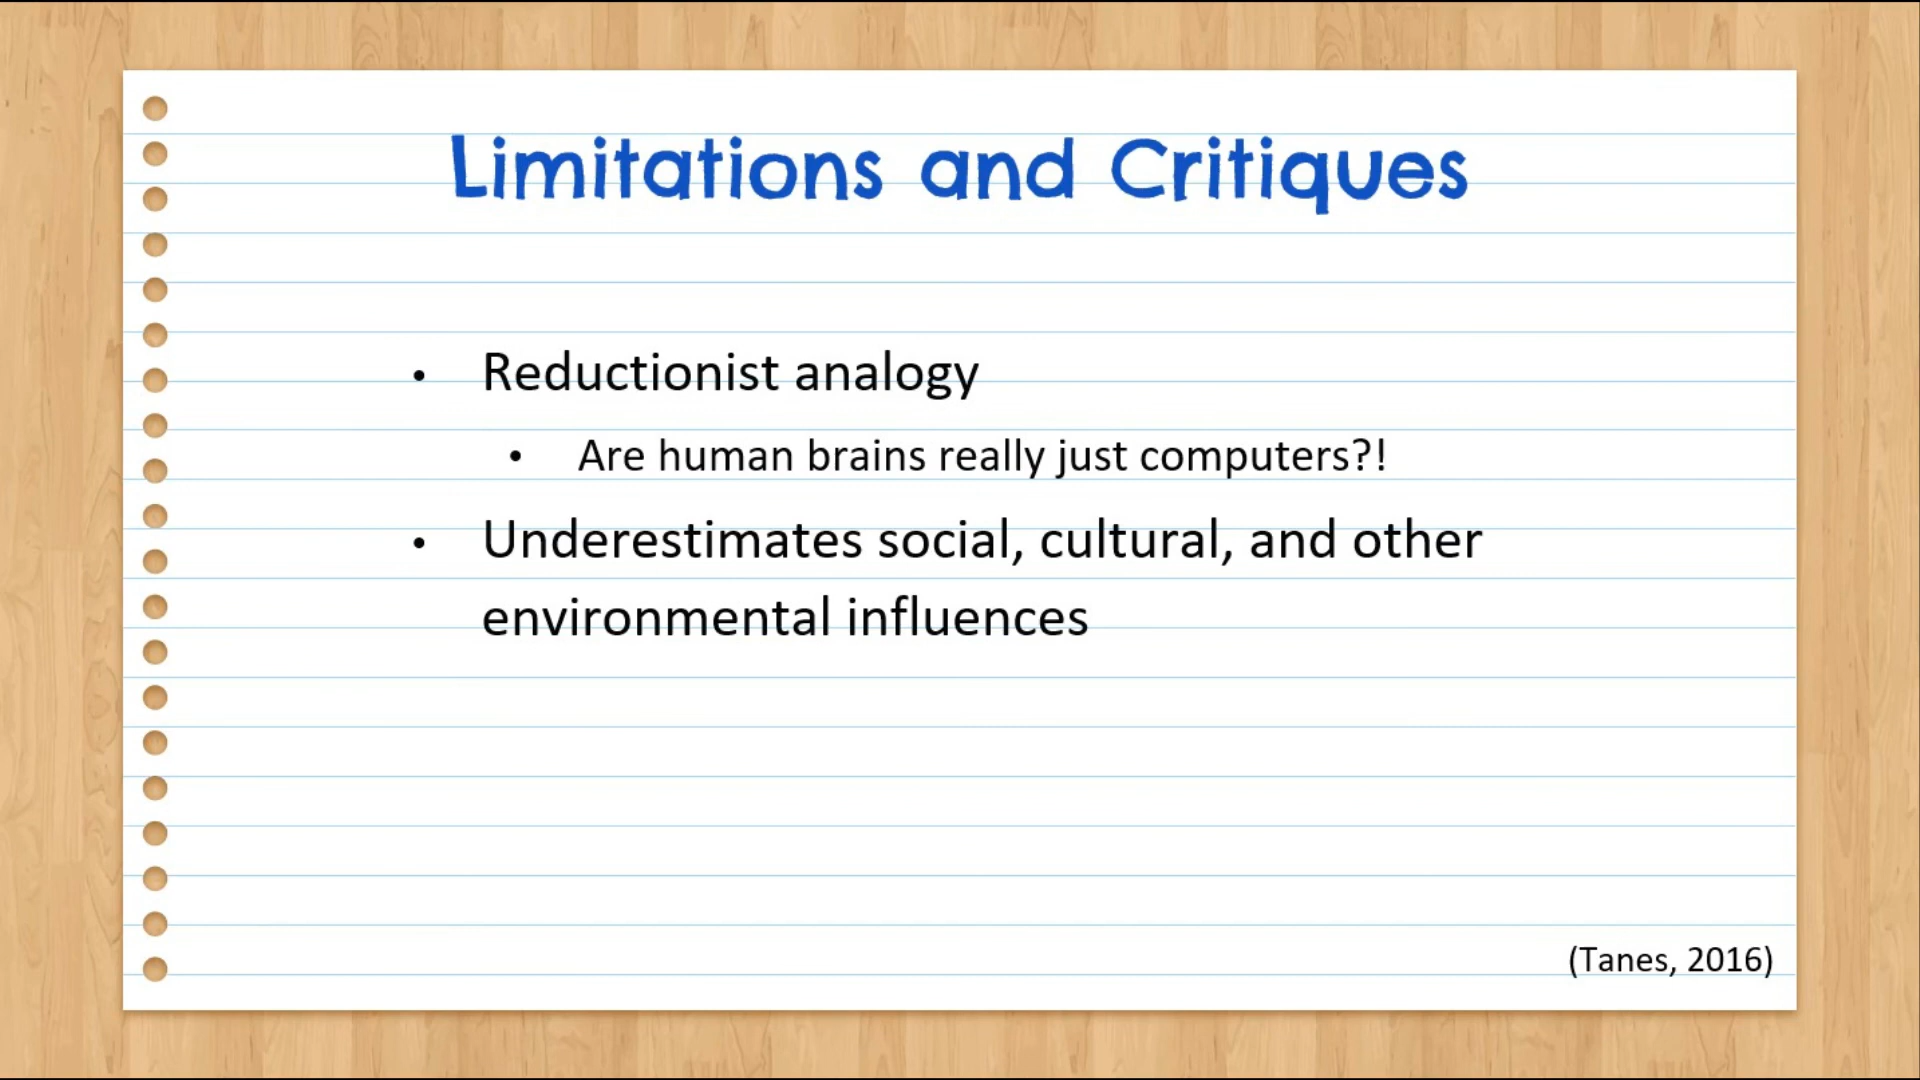 Limitations and Critiques
• Reductionist analogy
• Are human brains really just computers?!
• Underestimates social, cultural, and other
environmental influences
(Tanes, 2016)